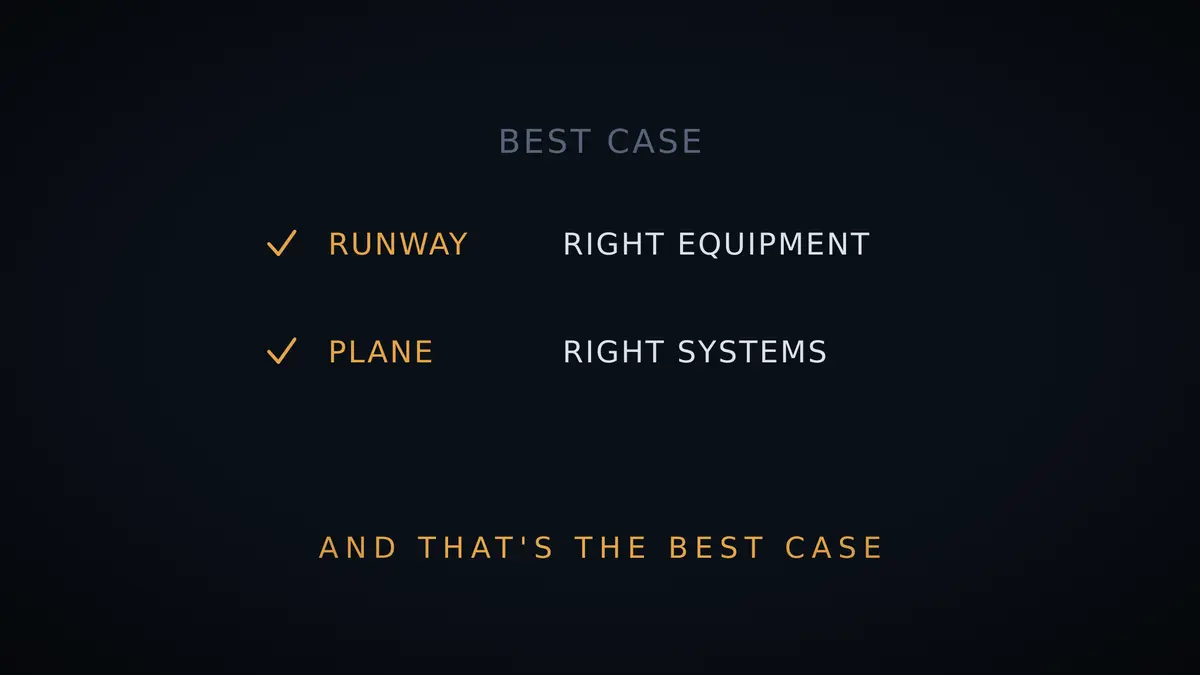 BEST CASE
RUNWAY RIGHT EQUIPMENT
PLANE RIGHT SYSTEMS
AND THAT'S THE BEST CASE